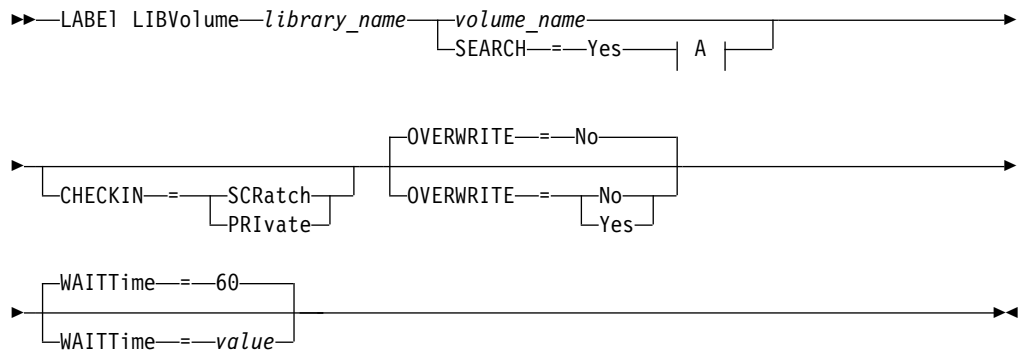 LABEl LIBVolume library_name volume_name
SEARCH = Yes A
OVERWRITE = No
CHECKIN = SCRatch OVERWRITE = No
PRIvate Yes
WAITTime = 60
WAITTime = value